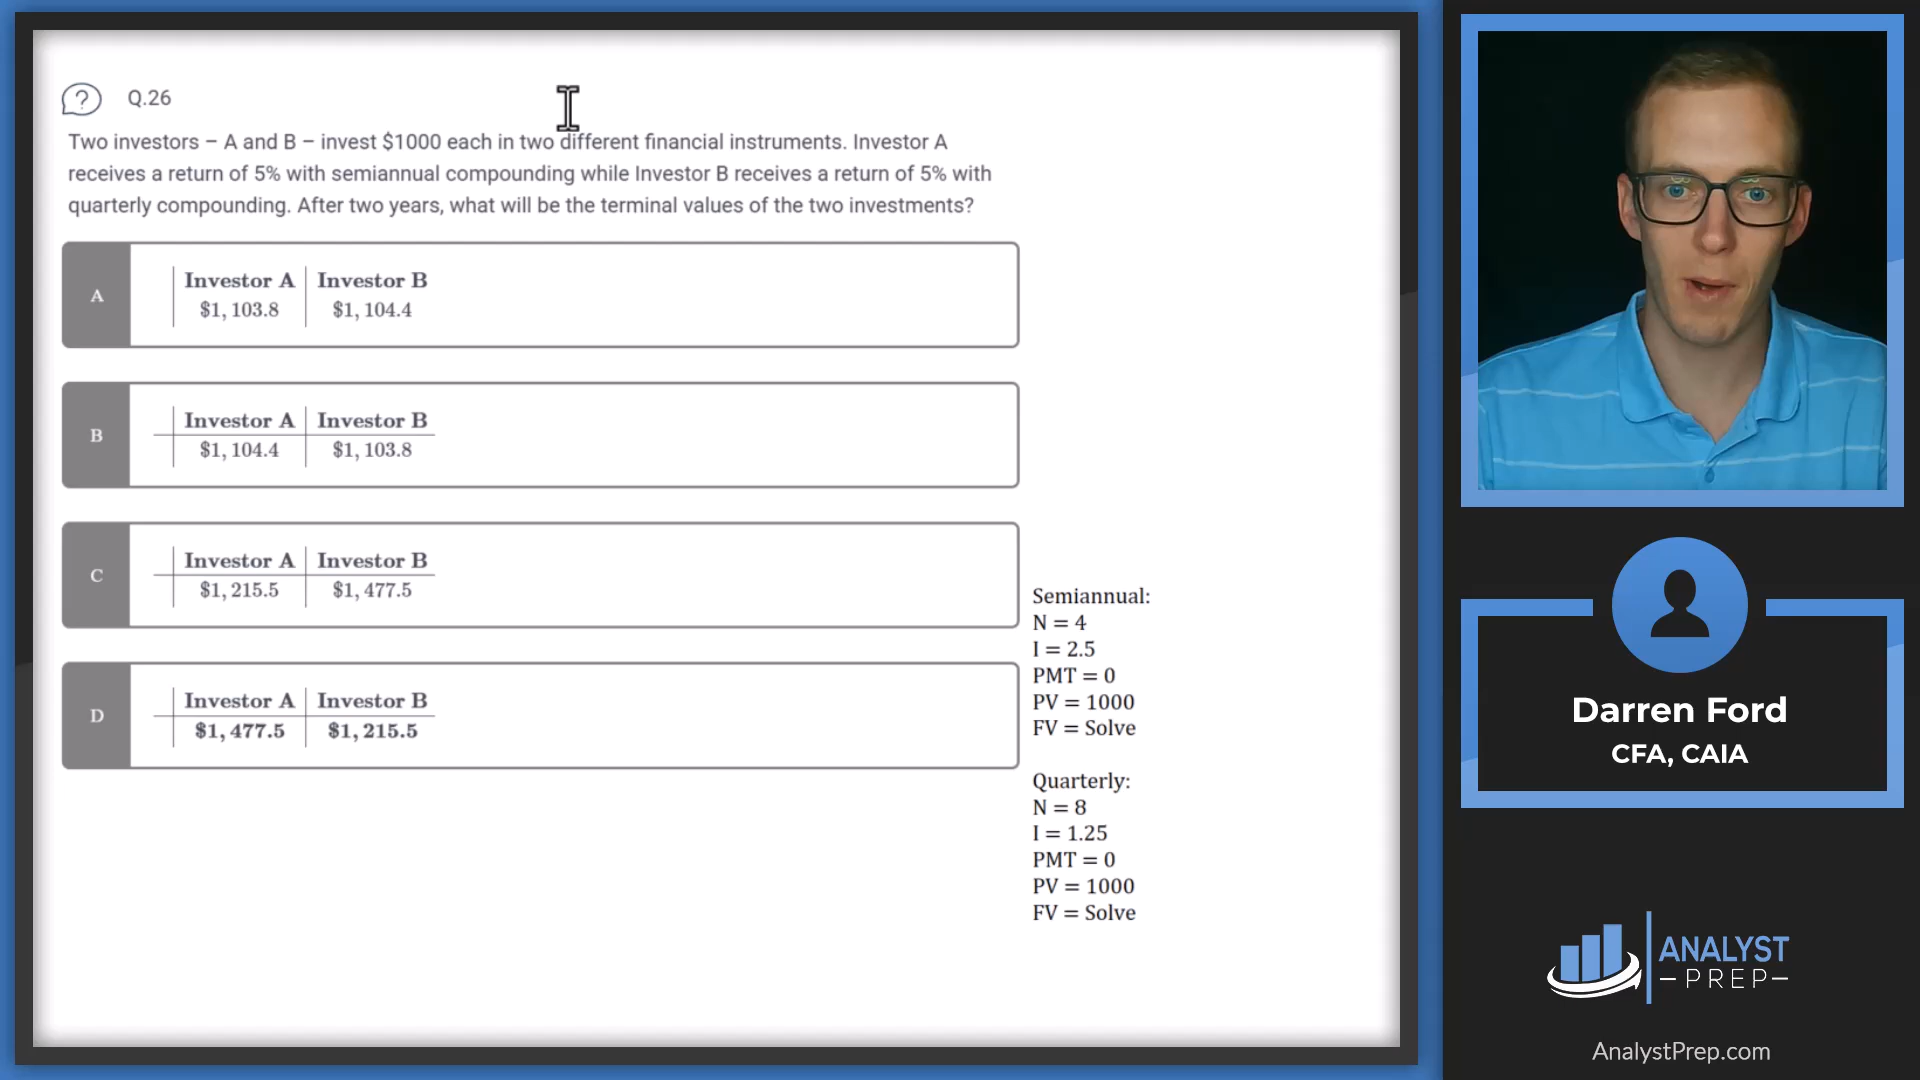 Q.26
Two investors – A and B – invest $1000 each in two different financial instruments. Investor A
receives a return of 5% with semiannual compounding while Investor B receives a return of 5% with
quarterly compounding. After two years, what will be the terminal values of the two investments?
A
Investor A Investor B
$1, 103.8 $1, 104.4
B
Investor A Investor B
$1, 104.4 $1, 103.8
C
Investor A Investor B
$1, 215.5 $1, 477.5
D
Investor A Investor B
$1, 477.5 $1, 215.5
Semiannual:
N = 4
I = 2.5
PMT = 0
PV = 1000
FV = Solve
Quarterly:
N = 8
I = 1.25
PMT = 0
PV = 1000
FV = Solve
Darren Ford
CFA, CAIA
ANALYST
PREP
AnalystPrep.com